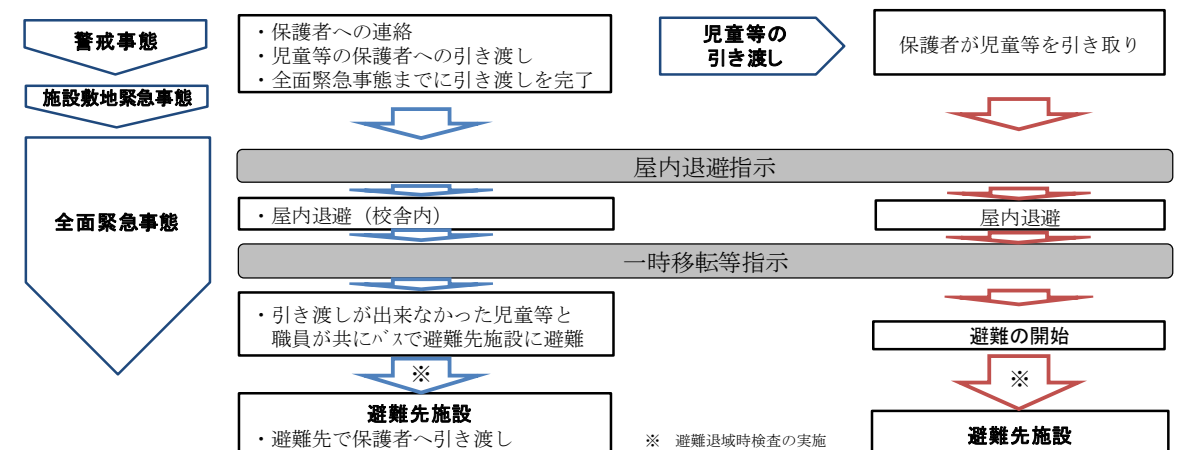 警戒事態
・保護者への連絡
・児童等の保護者への引き渡し
・全面緊急事態までに引き渡しを完了
児童等の
引き渡し
保護者が児童等を引き取り
施設敷地緊急事態
屋内退避指示
全面緊急事態
・屋内退避（校舎内）
屋内退避
一時移転等指示
・引き渡しが出来なかった児童等と
職員が共にﾊﾞｽで避難先施設に避難
避難の開始
※
※
避難先施設
・避難先で保護者へ引き渡し
※　避難退域時検査の実施
避難先施設